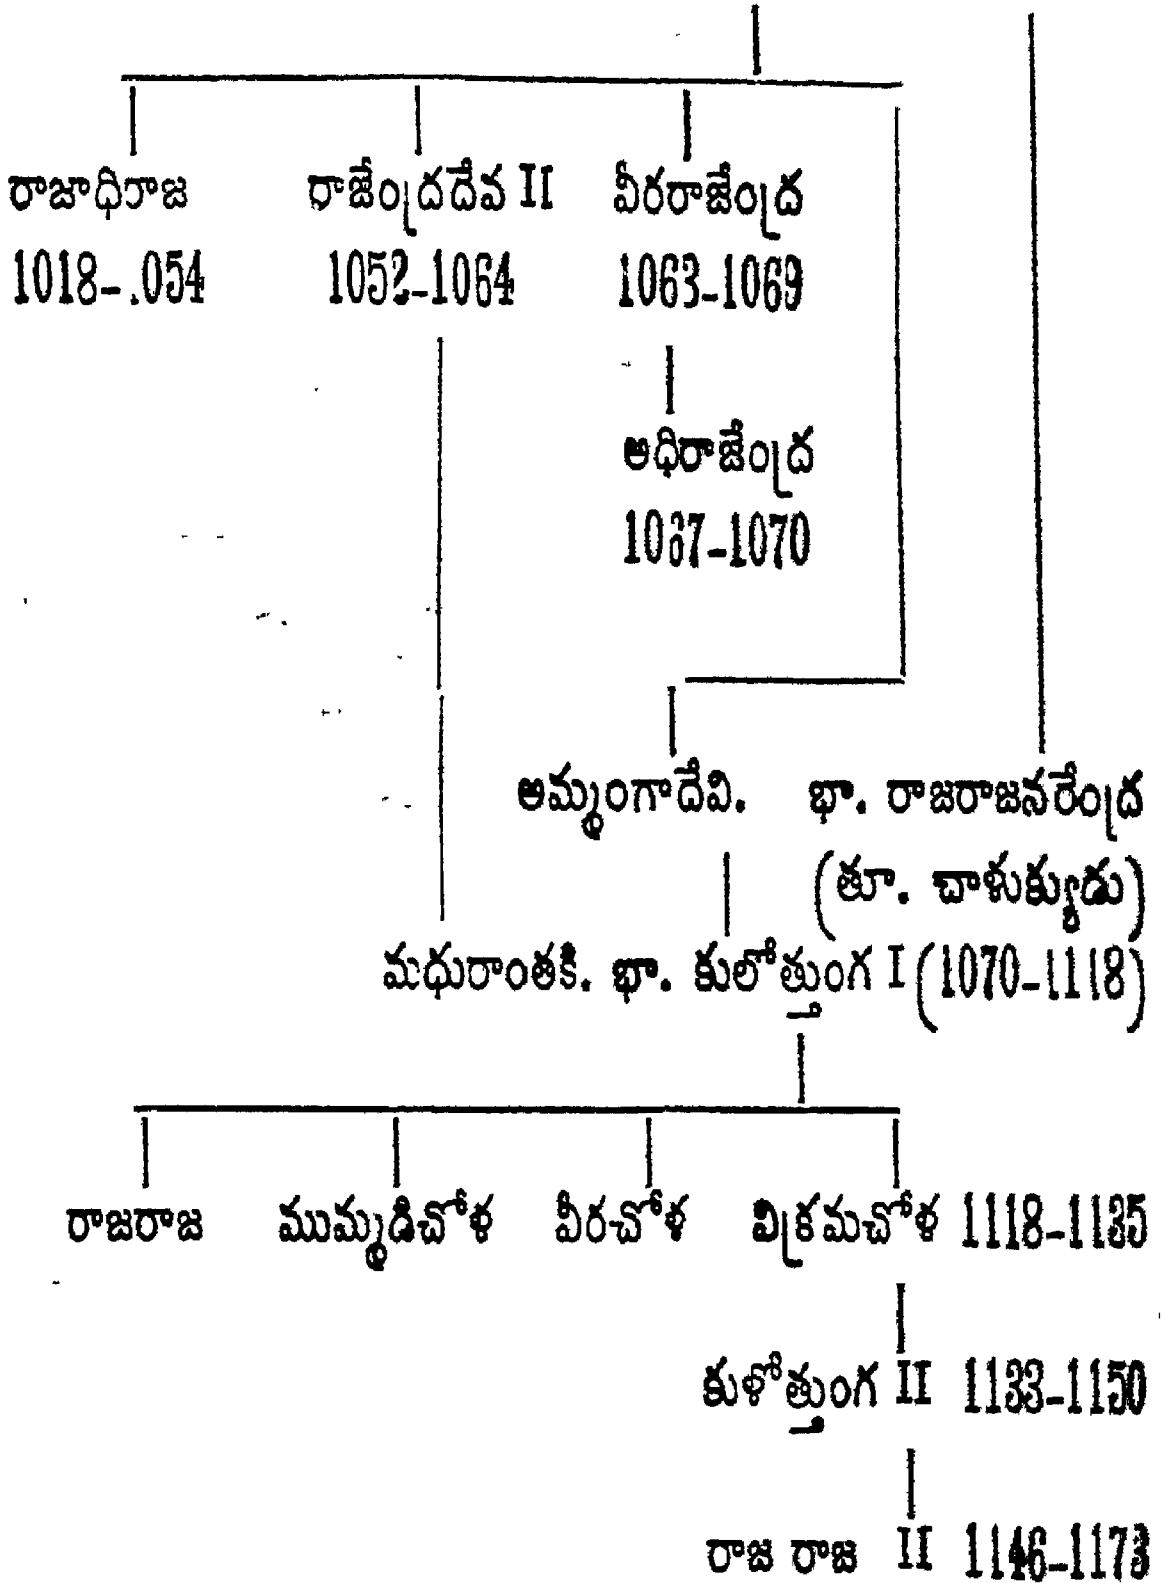 రాజాధిరాజ రాజేంద్రదేవ II వీరరాజేంద్ర
1018-.054 1052-1064 1063-1069
అధిరాజేంద్ర
1067-1070
అమ్మంగాదేవి. భా. రాజరాజనరేంద్ర
(తూ. చాళుక్యుడు)
మధురాంతకి. భా. కులోత్తుంగ I (1070-1118)
రాజరాజ ముమ్మడిచోళ వీరచోళ విక్రమచోళ 1118-1135
కుళోత్తుంగ II 1133-1150
రాజ రాజ II 1146-1173